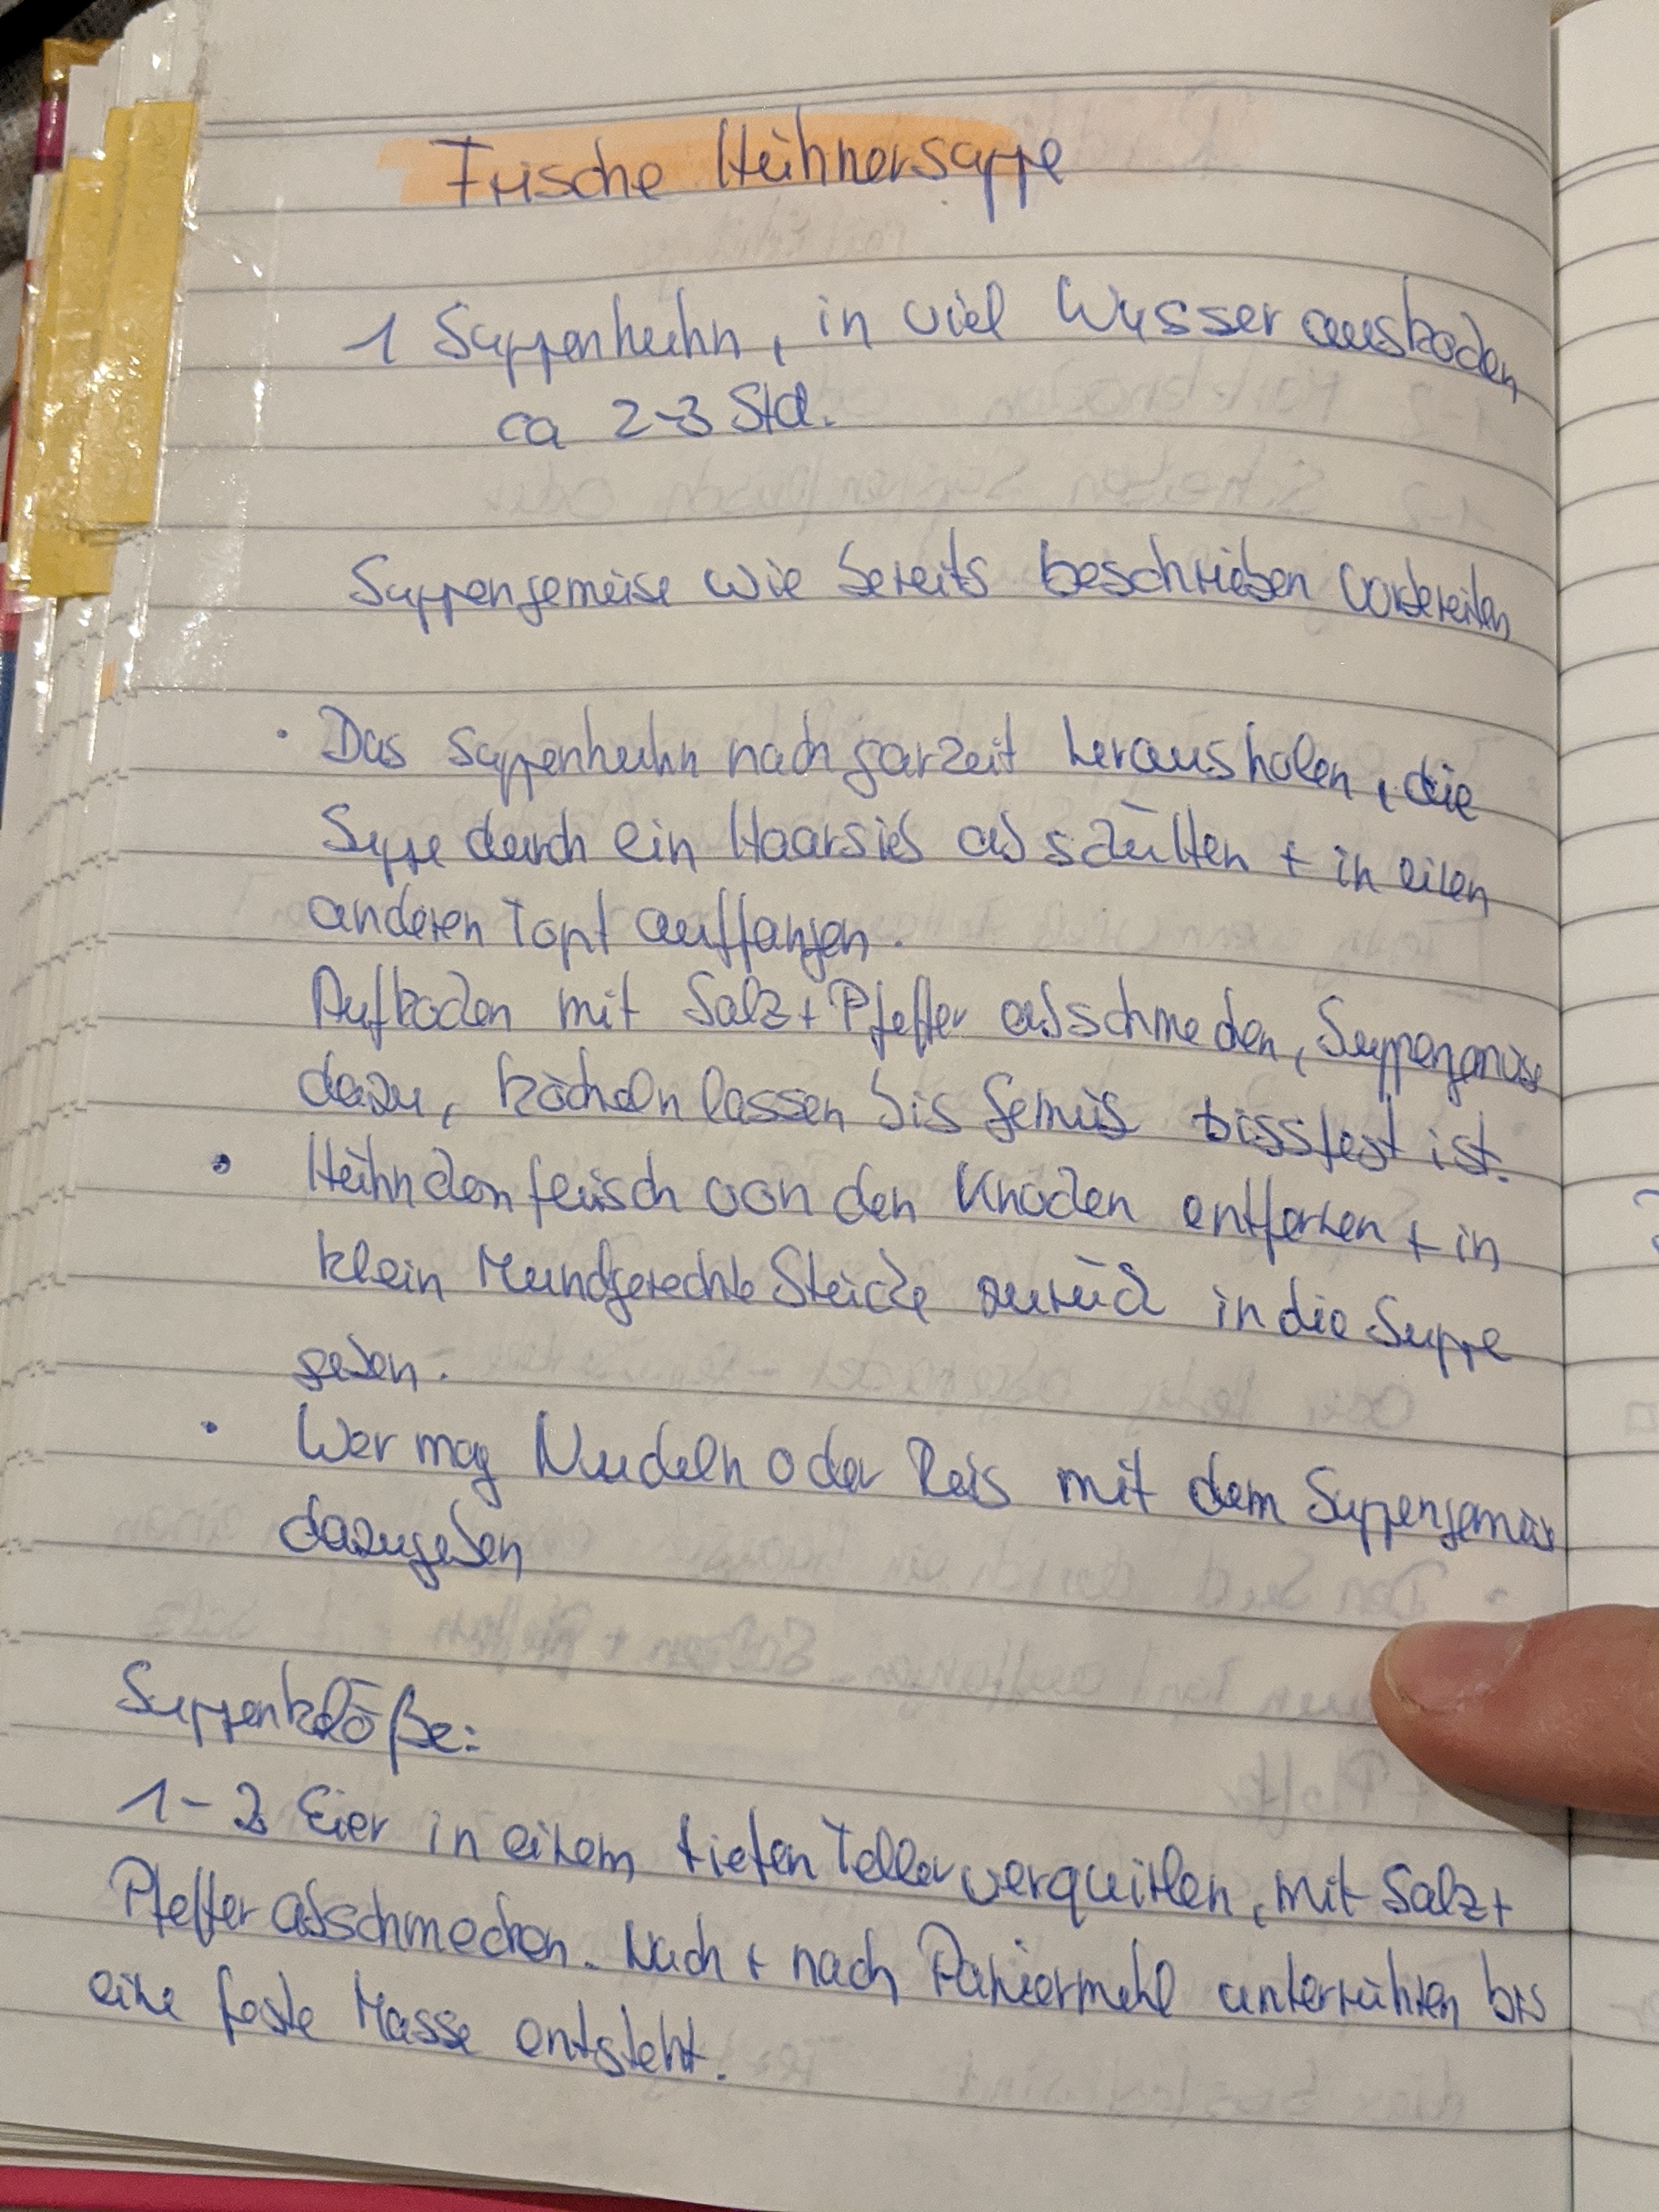 Frische Hühnersuppe
1 Suppenhuhn, in viel Wasser auskochen
ca 2-3 Std.
Suppengemüse wie bereits beschrieben vorbereiten
· Das Suppenhuhn nach garzeit herausholen, die
Suppe durch ein Haarsieb abschütten + in einen
anderen Topf auffangen.
Aufkochen mit Salz + Pfeffer abschmecken, Suppengemüse
dazu, köcheln lassen bis Gemüse bissfest ist.
• Hühnchenfleisch von den Knochen entfernen + in
klein Mundgerechte Stücke zurück in die Suppe
geben.
· Wer mag Nudeln oder Reis mit dem Suppengemüse
dazugeben
Suppenklöße:
1-2 Eier in einem tiefen Teller verquirlen, mit Salz +
Pfeffer abschmecken. Nach + nach Paniermehl unterrühren bis
eine feste Masse entsteht.